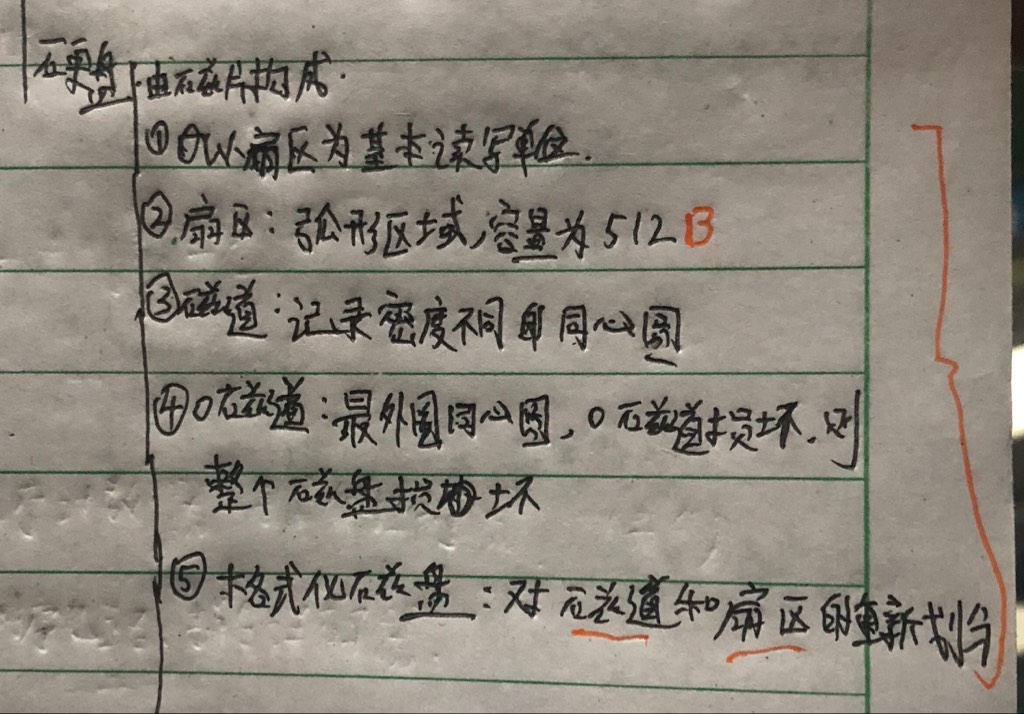 硬盘 由磁片构成.
①以扇区为基本读写单位.
②扇区:弧形区域,容量为512B
③磁道:记录密度不同的同心圆
④0磁道:最外圈同心圆,0磁道损坏,则
整个磁盘损坏
⑤格式化磁盘:对磁道和扇区的重新划分